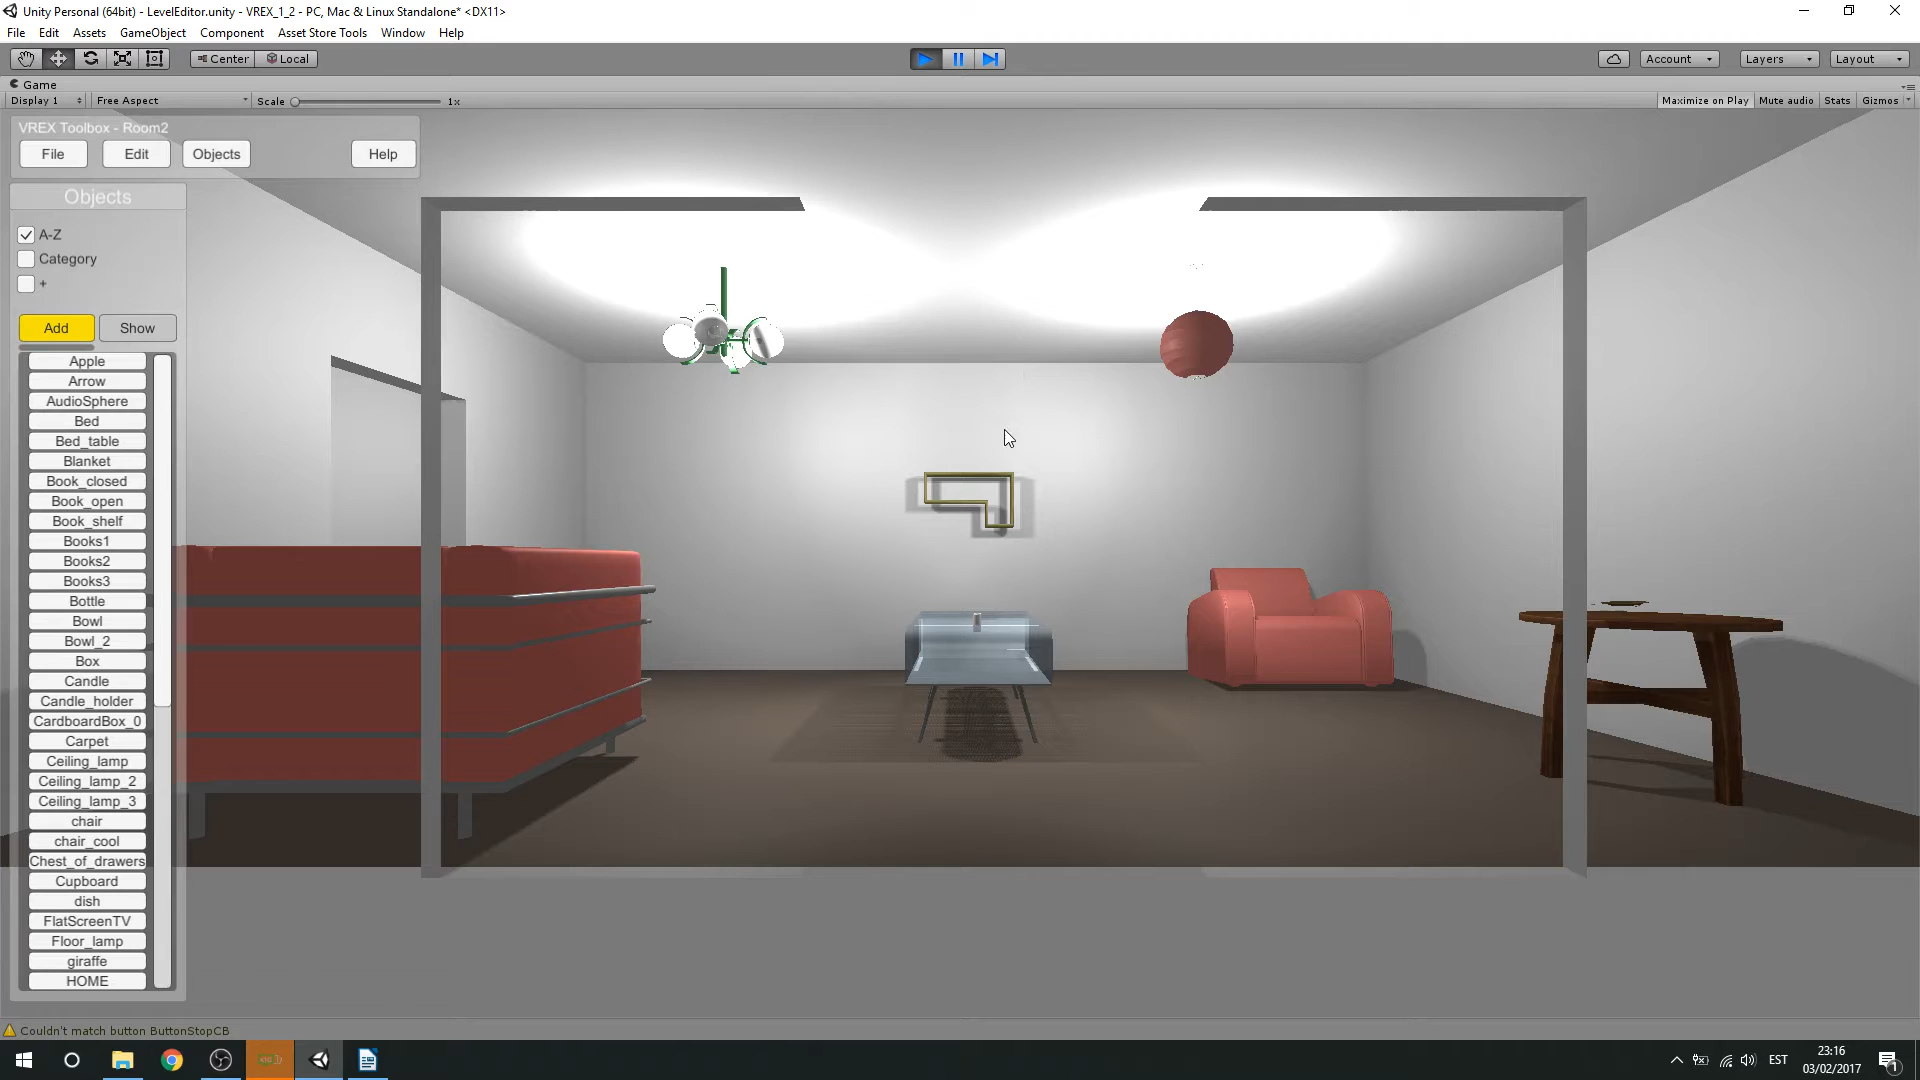 Unity Personal (64bit) - LevelEditor.unity - VREX_1_2 - PC, Mac & Linux Standalone* <DX11>
File Edit Assets GameObject Component Asset Store Tools Window Help
Center Local Account Layers Layout
Game
Display 1 Free Aspect Scale 1x Maximize on Play Mute audio Stats Gizmos
VREX Toolbox - Room2
File Edit Objects Help
Objects
A-Z
Category
+
Add Show
Apple
Arrow
AudioSphere
Bed
Bed_table
Blanket
Book_closed
Book_open
Book_shelf
Books1
Books2
Books3
Bottle
Bowl
Bowl_2
Box
Candle
Candle_holder
CardboardBox_0
Carpet
Ceiling_lamp
Ceiling_lamp_2
Ceiling_lamp_3
chair
chair_cool
Chest_of_drawers
Cupboard
dish
FlatScreenTV
Floor_lamp
giraffe
HOME
Couldn't match button ButtonStopCB
EST
23:16
03/02/2017
1